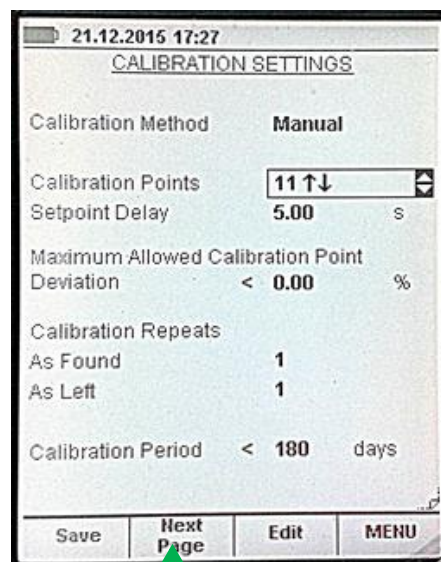 21.12.2015 17:27
CALIBRATION SETTINGS
Calibration Method Manual
Calibration Points 11 ↑↓
Setpoint Delay 5.00 s
Maximum Allowed Calibration Point
Deviation < 0.00 %
Calibration Repeats
As Found 1
As Left 1
Calibration Period < 180 days
Save Next Page Edit MENU